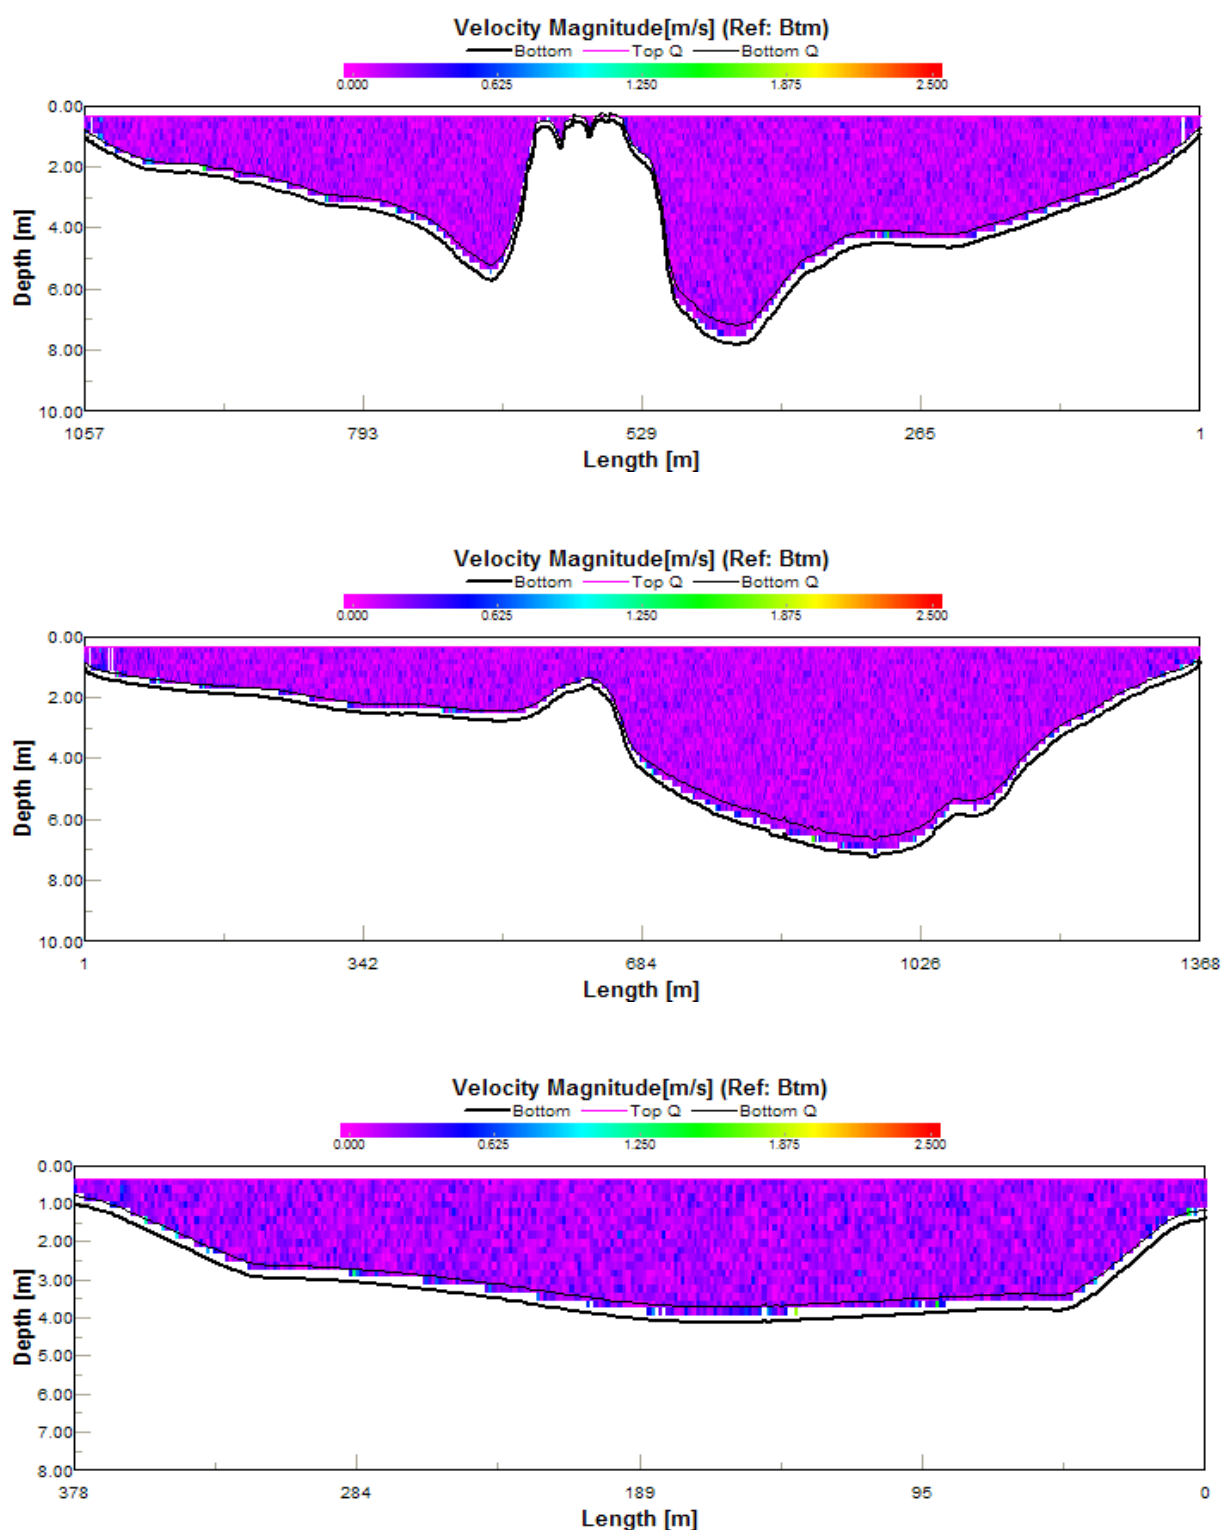 Velocity Magnitude[m/s] (Ref: Btm)
Bottom Top Q Bottom Q
0.000 0.625 1.250 1.875 2.500
0.00
2.00
4.00
6.00
8.00
10.00
Depth [m]
1057 793 529 265 1
Length [m]
Velocity Magnitude[m/s] (Ref: Btm)
Bottom Top Q Bottom Q
0.000 0.625 1.250 1.875 2.500
0.00
2.00
4.00
6.00
8.00
10.00
Depth [m]
1 342 684 1026 1368
Length [m]
Velocity Magnitude[m/s] (Ref: Btm)
Bottom Top Q Bottom Q
0.000 0.625 1.250 1.875 2.500
0.00
1.00
2.00
3.00
4.00
5.00
6.00
7.00
8.00
Depth [m]
378 284 189 95 0
Length [m]